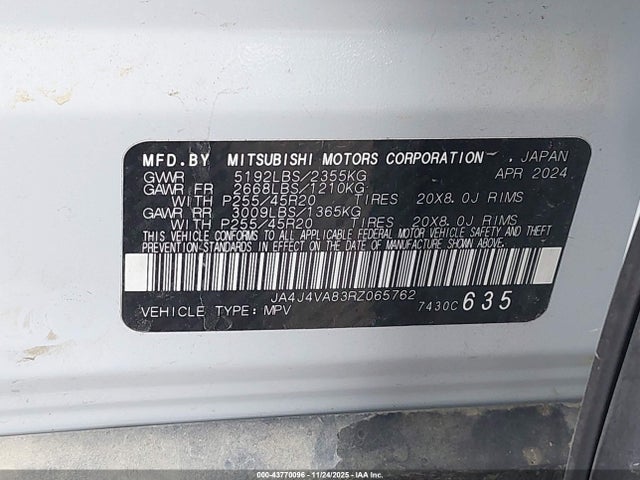 MFD.BY MITSUBISHI MOTORS CORPORATION , JAPAN
GVWR 5192LBS/2355KG APR 2024
GAWR FR 2668LBS/1210KG
WITH P255/45R20 TIRES 20X8.0J RIMS
GAWR RR 3009LBS/1365KG
WITH P255/45R20 TIRES 20X8.0J RIMS
THIS VEHICLE CONFORMS TO ALL APPLICABLE FEDERAL MOTOR VEHICLE SAFETY AND THEFT
PREVENTION STANDARDS IN EFFECT ON THE DATE OF MANUFACTURE SHOWN ABOVE.
JA4J4VA83RZ065762
VEHICLE TYPE: MPV 7430C 635
000-43770096 - 11/24/2025 - IAA Inc.